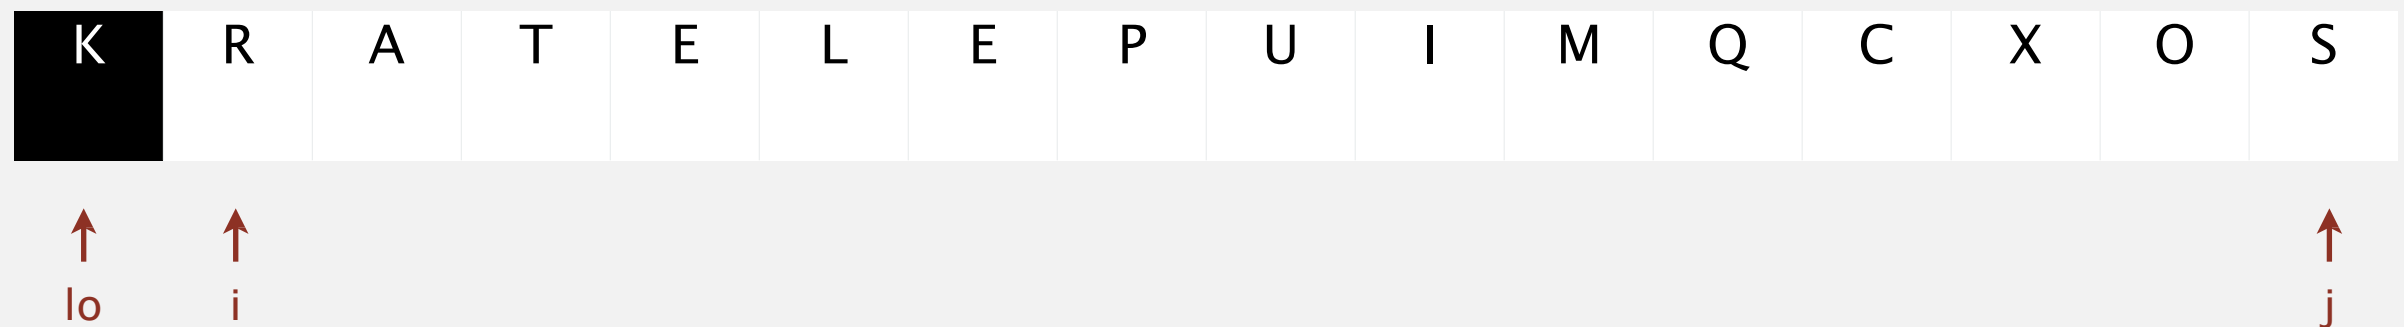 K R A T E L E P U I M Q C X O S
lo i j